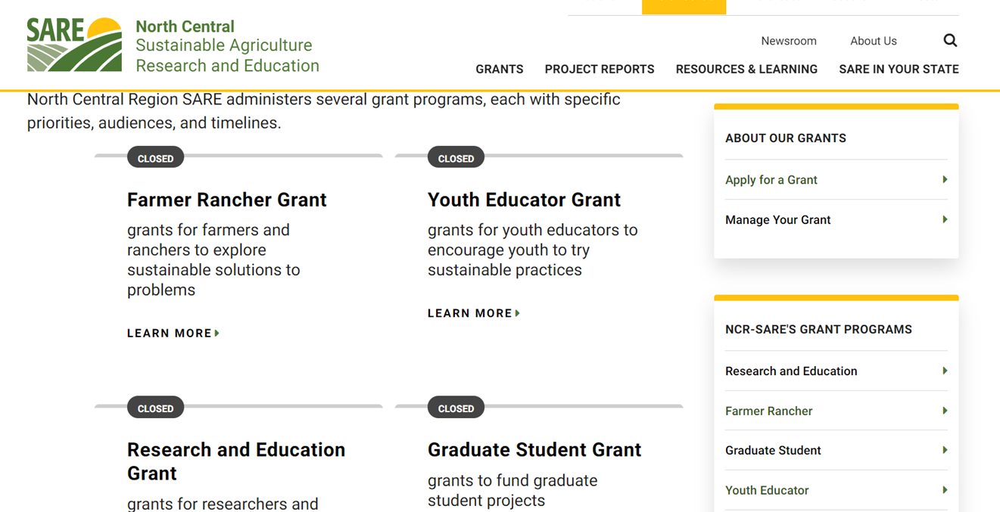 SARE
North Central
Sustainable Agriculture
Research and Education
Newsroom
About Us
GRANTS
PROJECT REPORTS
RESOURCES & LEARNING
SARE IN YOUR STATE
North Central Region SARE administers several grant programs, each with specific
priorities, audiences, and timelines.
CLOSED
Farmer Rancher Grant
grants for farmers and
ranchers to explore
sustainable solutions to
problems
LEARN MORE
CLOSED
Youth Educator Grant
grants for youth educators to
encourage youth to try
sustainable practices
LEARN MORE
CLOSED
Research and Education
Grant
grants for researchers and
CLOSED
Graduate Student Grant
grants to fund graduate
student projects
ABOUT OUR GRANTS
Apply for a Grant
Manage Your Grant
NCR-SARE'S GRANT PROGRAMS
Research and Education
Farmer Rancher
Graduate Student
Youth Educator